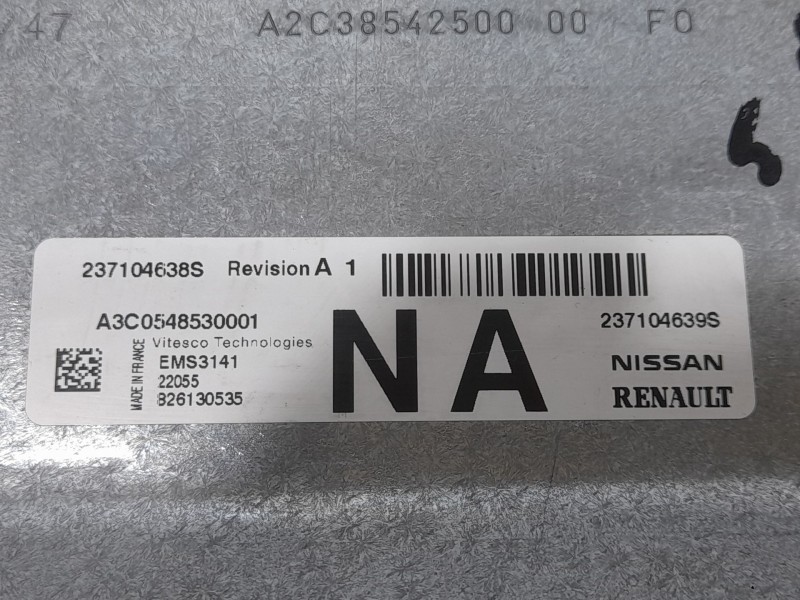 /47 A2C38542500 00 F0
237104638S Revision A 1
A3C0548530001
Vitesco Technologies
MADE IN FRANCE
EMS3141
22055
826130535
NA
237104639S
NISSAN
RENAULT